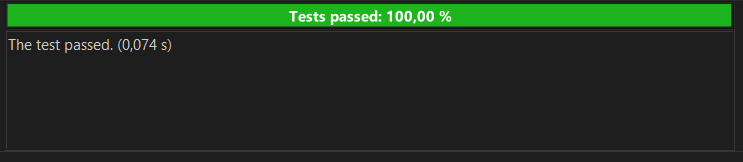 Tests passed: 100,00 %
The test passed. (0,074 s)